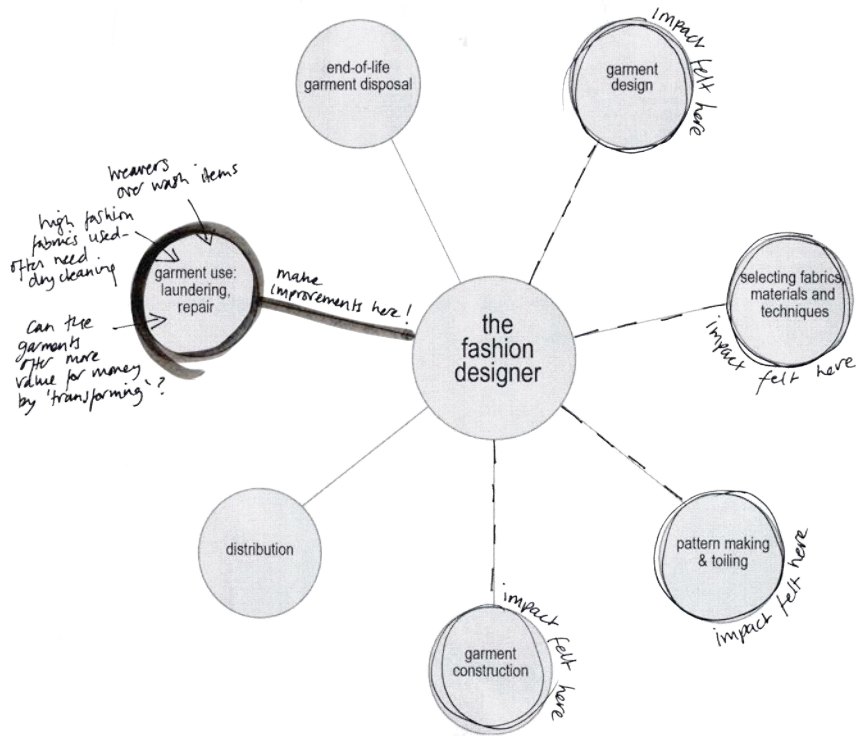 end-of-life
garment disposal
garment
design
impact felt here
wearers
over wash items
high fashion
fabrics used-
often need
drycleaning
garment use:
laundering,
repair
can the
garments
offer more
value for money
by 'transforming'?
make
improvements here!
the
fashion
designer
selecting fabrics
materials and
techniques
impact felt here
distribution
pattern making
& toiling
impact felt here
garment
construction
impact felt here